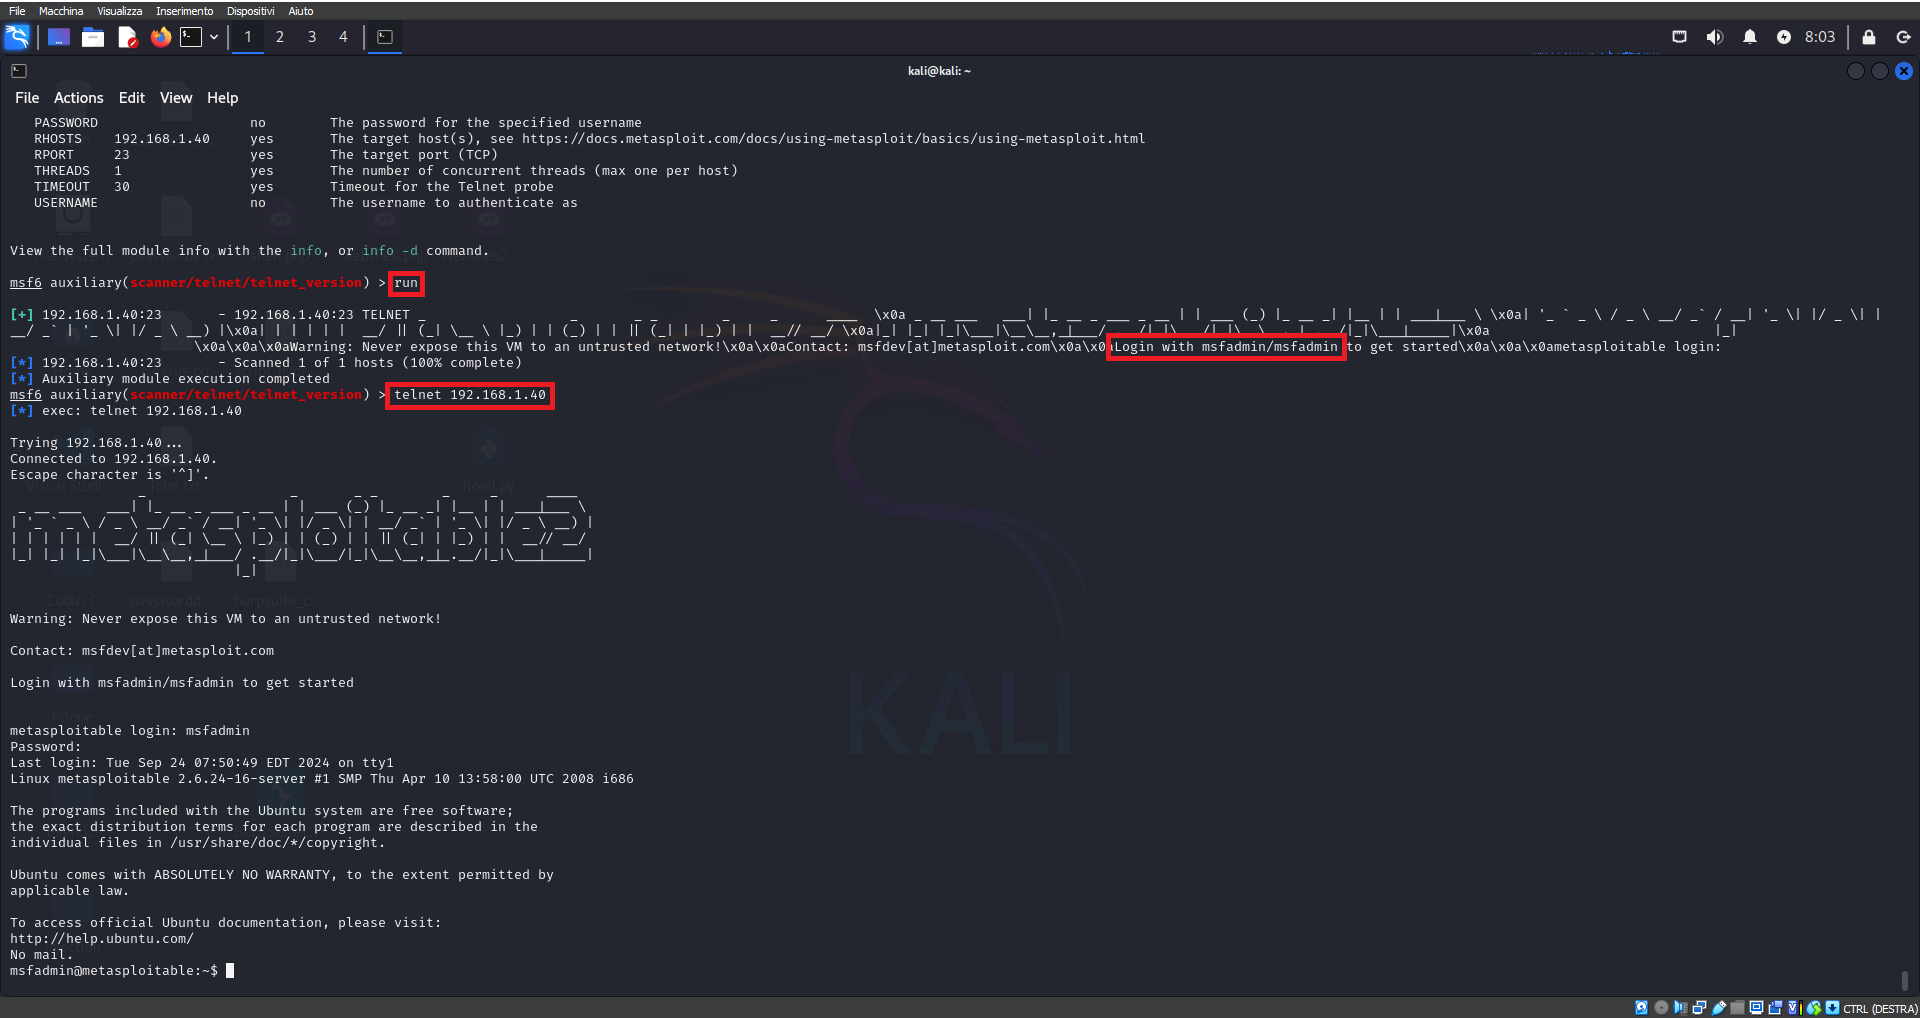 File Macchina Visualizza Inserimento Dispositivi Aiuto
1 2 3 4 8:03
kali@kali: ~
File Actions Edit View Help
PASSWORD no The password for the specified username
RHOSTS 192.168.1.40 yes The target host(s), see https://docs.metasploit.com/docs/using-metasploit/basics/using-metasploit.html
RPORT 23 yes The target port (TCP)
THREADS 1 yes The number of concurrent threads (max one per host)
TIMEOUT 30 yes Timeout for the Telnet probe
USERNAME no The username to authenticate as
View the full module info with the info, or info -d command.
msf6 auxiliary(scanner/telnet/telnet_version) > run
[+] 192.168.1.40:23 - 192.168.1.40:23 TELNET
\x0a\x0a\x0aWarning: Never expose this VM to an untrusted network!\x0a\x0aContact: msfdev[at]metasploit.com\x0a\x0aLogin with msfadmin/msfadmin to get started\x0a\x0a\x0ametasploitable login:
[*] 192.168.1.40:23 - Scanned 1 of 1 hosts (100% complete)
[*] Auxiliary module execution completed
msf6 auxiliary(scanner/telnet/telnet_version) > telnet 192.168.1.40
[*] exec: telnet 192.168.1.40
Trying 192.168.1.40...
Connected to 192.168.1.40.
Escape character is '^]'.
metasploitable2
Warning: Never expose this VM to an untrusted network!
Contact: msfdev[at]metasploit.com
Login with msfadmin/msfadmin to get started
metasploitable login: msfadmin
Password:
Last login: Tue Sep 24 07:50:49 EDT 2024 on tty1
Linux metasploitable 2.6.24-16-server #1 SMP Thu Apr 10 13:58:00 UTC 2008 i686
The programs included with the Ubuntu system are free software;
the exact distribution terms for each program are described in the
individual files in /usr/share/doc/*/copyright.
Ubuntu comes with ABSOLUTELY NO WARRANTY, to the extent permitted by
applicable law.
To access official Ubuntu documentation, please visit:
http://help.ubuntu.com/
No mail.
msfadmin@metasploitable:~$
KALI
CTRL (DESTRA)